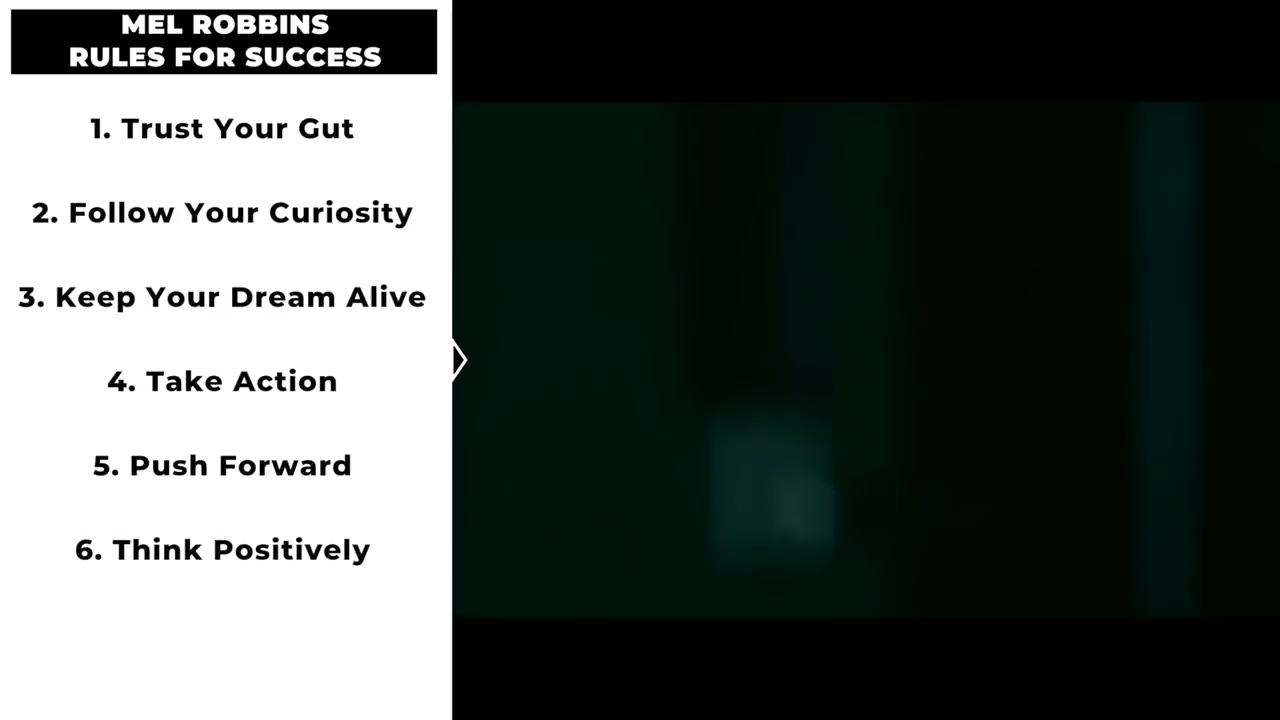 MEL ROBBINS
RULES FOR SUCCESS
1. Trust Your Gut
2. Follow Your Curiosity
3. Keep Your Dream Alive
4. Take Action
5. Push Forward
6. Think Positively